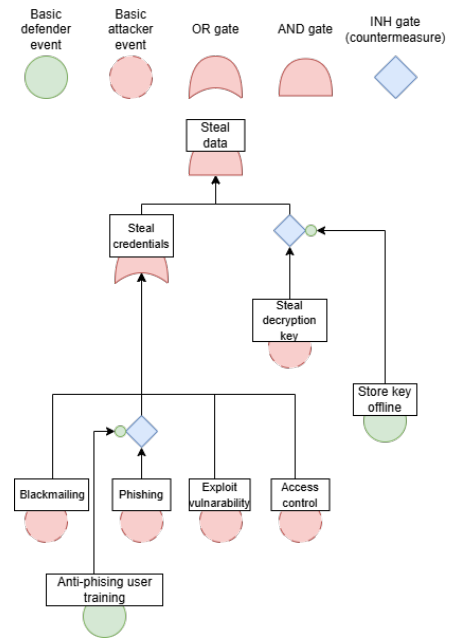 Basic
defender
event
Basic
attacker
event
OR gate
AND gate
INH gate
(countermeasure)
Steal
data
Steal
credentials
Steal
decryption
key
Store key
offline
Blackmailing
Phishing
Exploit
vulnarability
Access
control
Anti-phising user
training